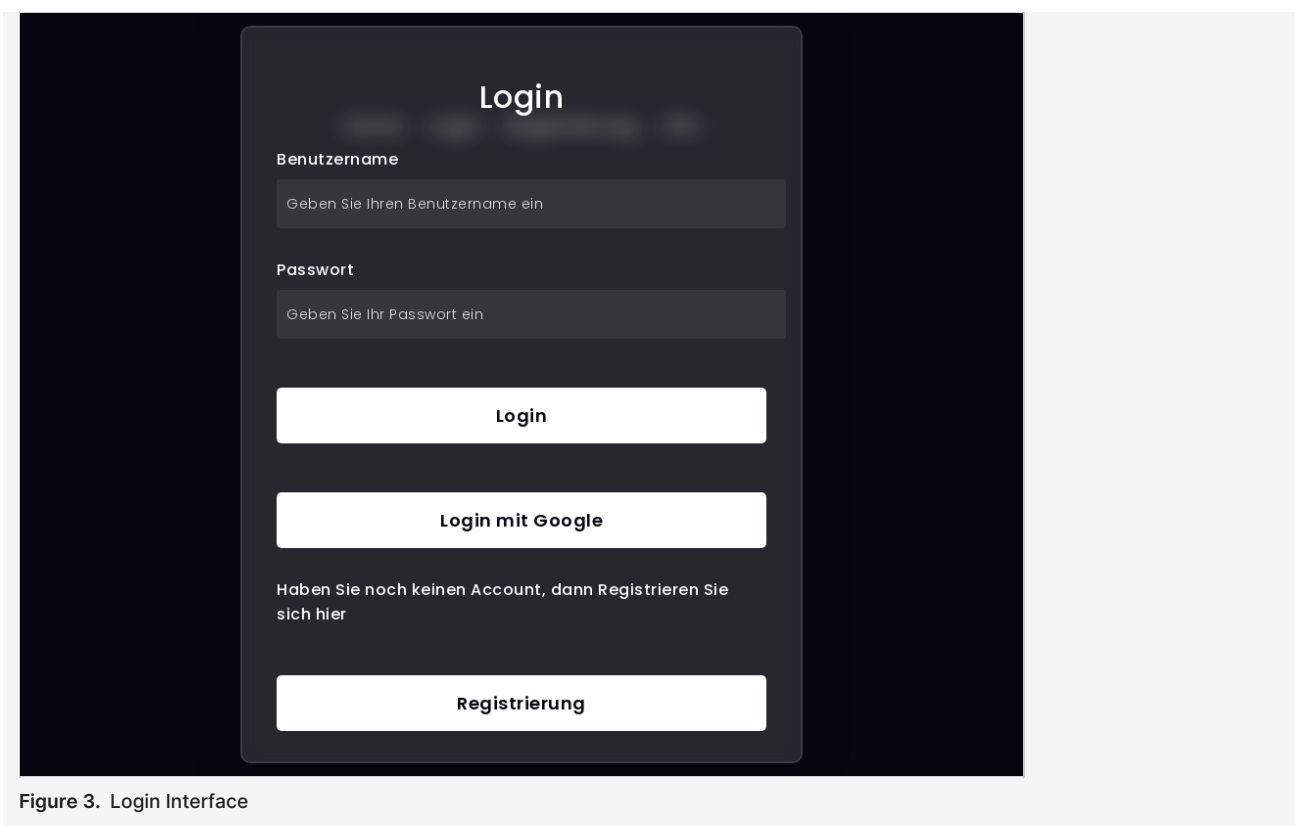 Login
Benutzername
Geben Sie Ihren Benutzername ein
Passwort
Geben Sie Ihr Passwort ein
Login
Login mit Google
Haben Sie noch keinen Account, dann Registrieren Sie
sich hier
Registrierung
Figure 3. Login Interface